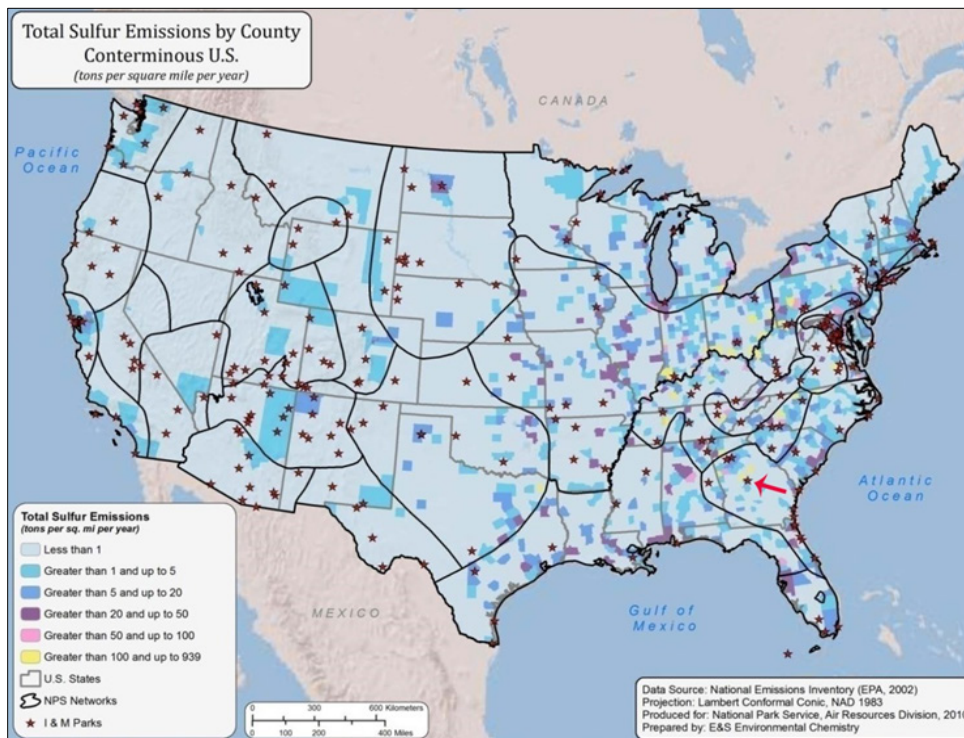 Total Sulfur Emissions by County
Conterminous U.S.
(tons per square mile per year)
CANADA
Pacific
Ocean
Atlantic
Ocean
Gulf of
Mexico
MEXICO
Total Sulfur Emissions
(tons per sq. mi per year)
Less than 1
Greater than 1 and up to 5
Greater than 5 and up to 20
Greater than 20 and up to 50
Greater than 50 and up to 100
Greater than 100 and up to 939
U.S. States
NPS Networks
I & M Parks
0 300 600 Kilometers
0 100 200 400 Miles
Data Source: National Emissions Inventory (EPA, 2002)
Projection: Lambert Conformal Conic, NAD 1983
Produced for: National Park Service, Air Resources Division, 2010
Prepared by: E&S Environmental Chemistry